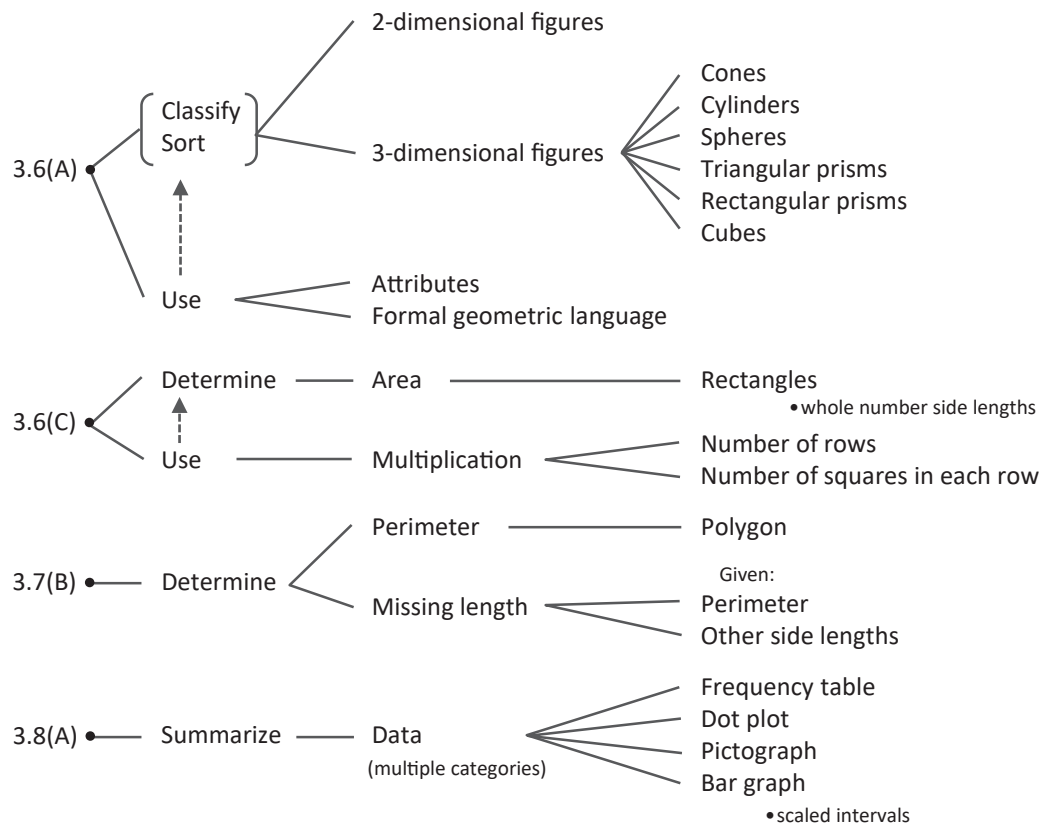 2-dimensional figures
Classify
Sort
3-dimensional figures
Cones
Cylinders
Spheres
Triangular prisms
Rectangular prisms
Cubes
3.6(A)
Use
Attributes
Formal geometric language
3.6(C)
Determine
Area
Rectangles
• whole number side lengths
Use
Multiplication
Number of rows
Number of squares in each row
3.7(B)
Determine
Perimeter
Polygon
Missing length
Given:
Perimeter
Other side lengths
3.8(A)
Summarize
Data
(multiple categories)
Frequency table
Dot plot
Pictograph
Bar graph
• scaled intervals